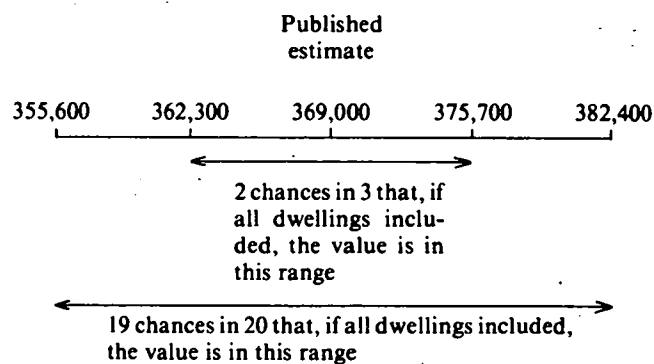 Published
estimate
355,600 362,300 369,000 375,700 382,400
2 chances in 3 that, if
all dwellings inclu-
ded, the value is in
this range
19 chances in 20 that, if all dwellings included,
the value is in this range